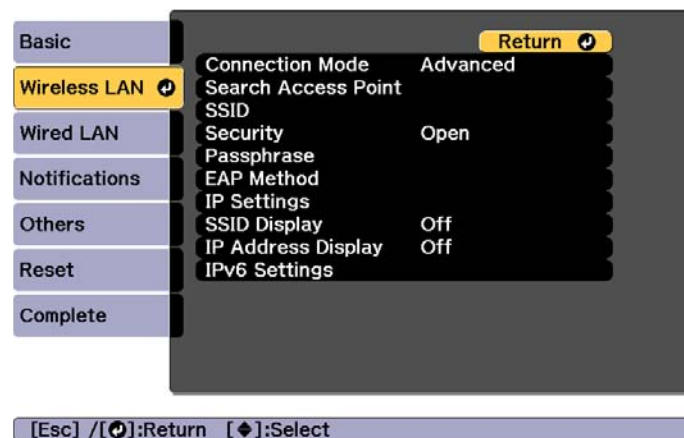 Basic
Wireless LAN
Wired LAN
Notifications
Others
Reset
Complete
Return
Connection Mode Advanced
Search Access Point
SSID
Security Open
Passphrase
EAP Method
IP Settings
SSID Display Off
IP Address Display Off
IPv6 Settings
[Esc] /[⏎]:Return [◆]:Select